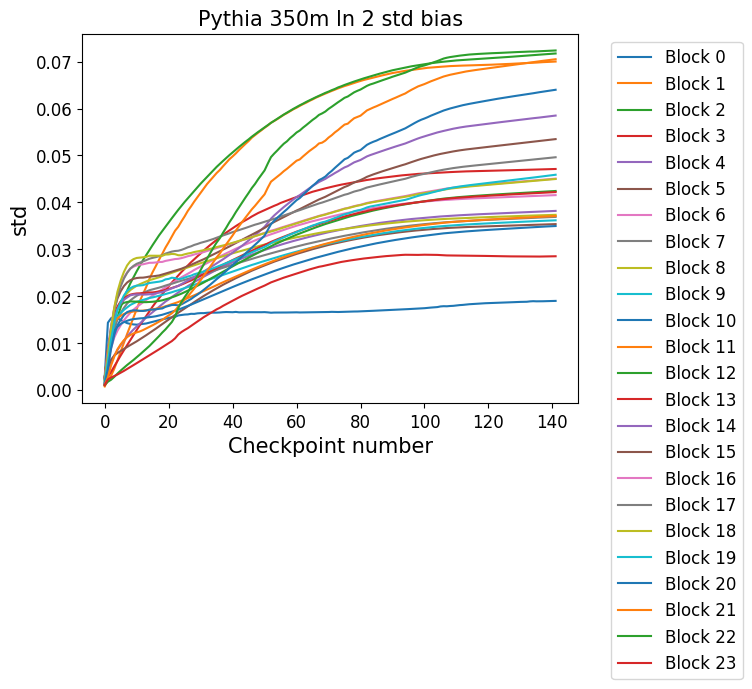 Pythia 350m ln 2 std bias
std
0.07
0.06
0.05
0.04
0.03
0.02
0.01
0.00
0 20 40 60 80 100 120 140
Checkpoint number
Block 0
Block 1
Block 2
Block 3
Block 4
Block 5
Block 6
Block 7
Block 8
Block 9
Block 10
Block 11
Block 12
Block 13
Block 14
Block 15
Block 16
Block 17
Block 18
Block 19
Block 20
Block 21
Block 22
Block 23